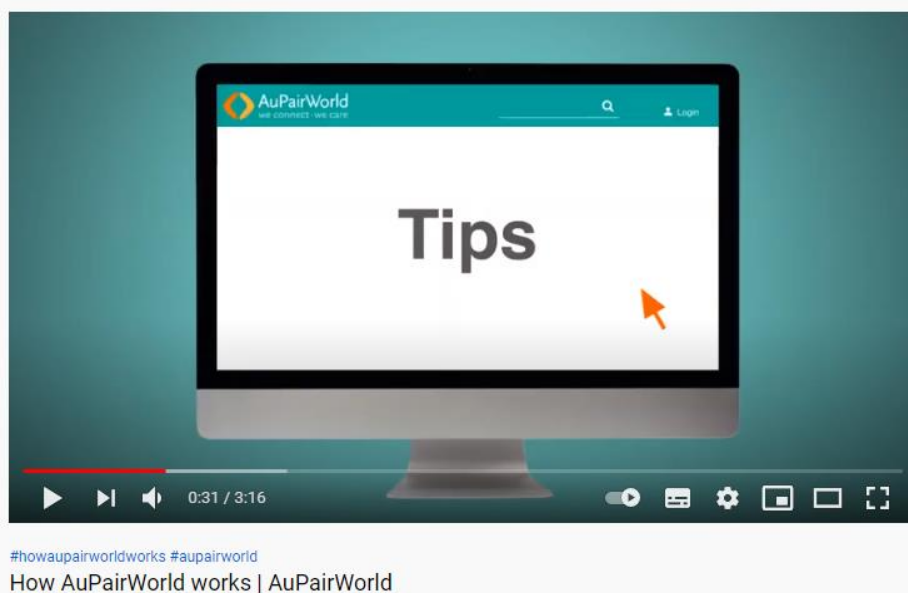 AuPairWorld
we connect - we care
Login
Tips
0:31 / 3:16
#howaupairworldworks #aupairworld
How AuPairWorld works | AuPairWorld